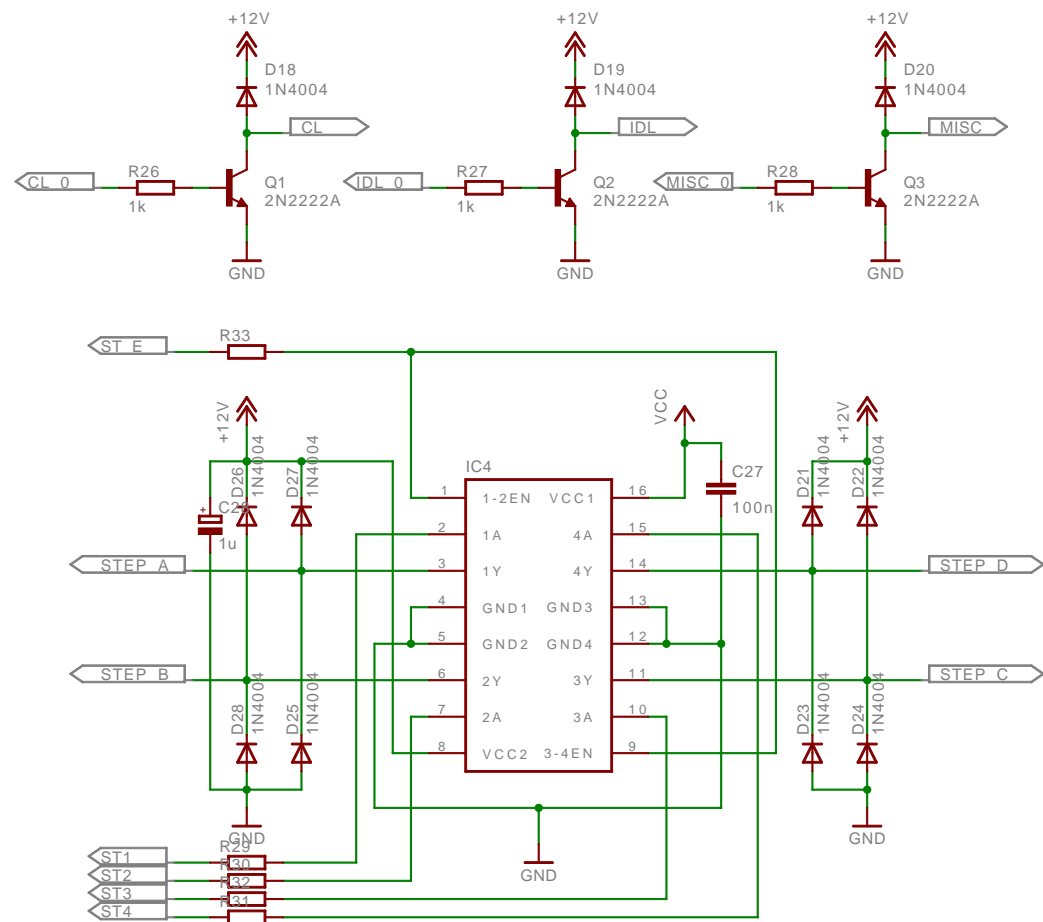 +12V
+12V
+12V
D18
1N4004
D19
1N4004
D20
1N4004
CL
IDL
MISC
CL_0
R26
1k
Q1
2N2222A
IDL_0
R27
1k
Q2
2N2222A
MISC_0
R28
1k
Q3
2N2222A
GND
GND
GND
ST_E
R33
+12V
VCC
+12V
D26
1N4004
D27
1N4004
IC4
C27
100n
D21
1N4004
D22
1N4004
+
1u
1
1-2EN
VCC1
16
2
1A
4A
15
STEP_A
3
1Y
4Y
14
STEP_D
4
GND1
GND3
13
5
GND2
GND4
12
STEP_B
6
2Y
3Y
11
STEP_C
D28
1N4004
D25
1N4004
7
2A
3A
10
D23
1N4004
D24
1N4004
8
VCC2
3-4EN
9
GND
GND
GND
ST1
R29
ST2
R30
ST3
R32
ST4
R31